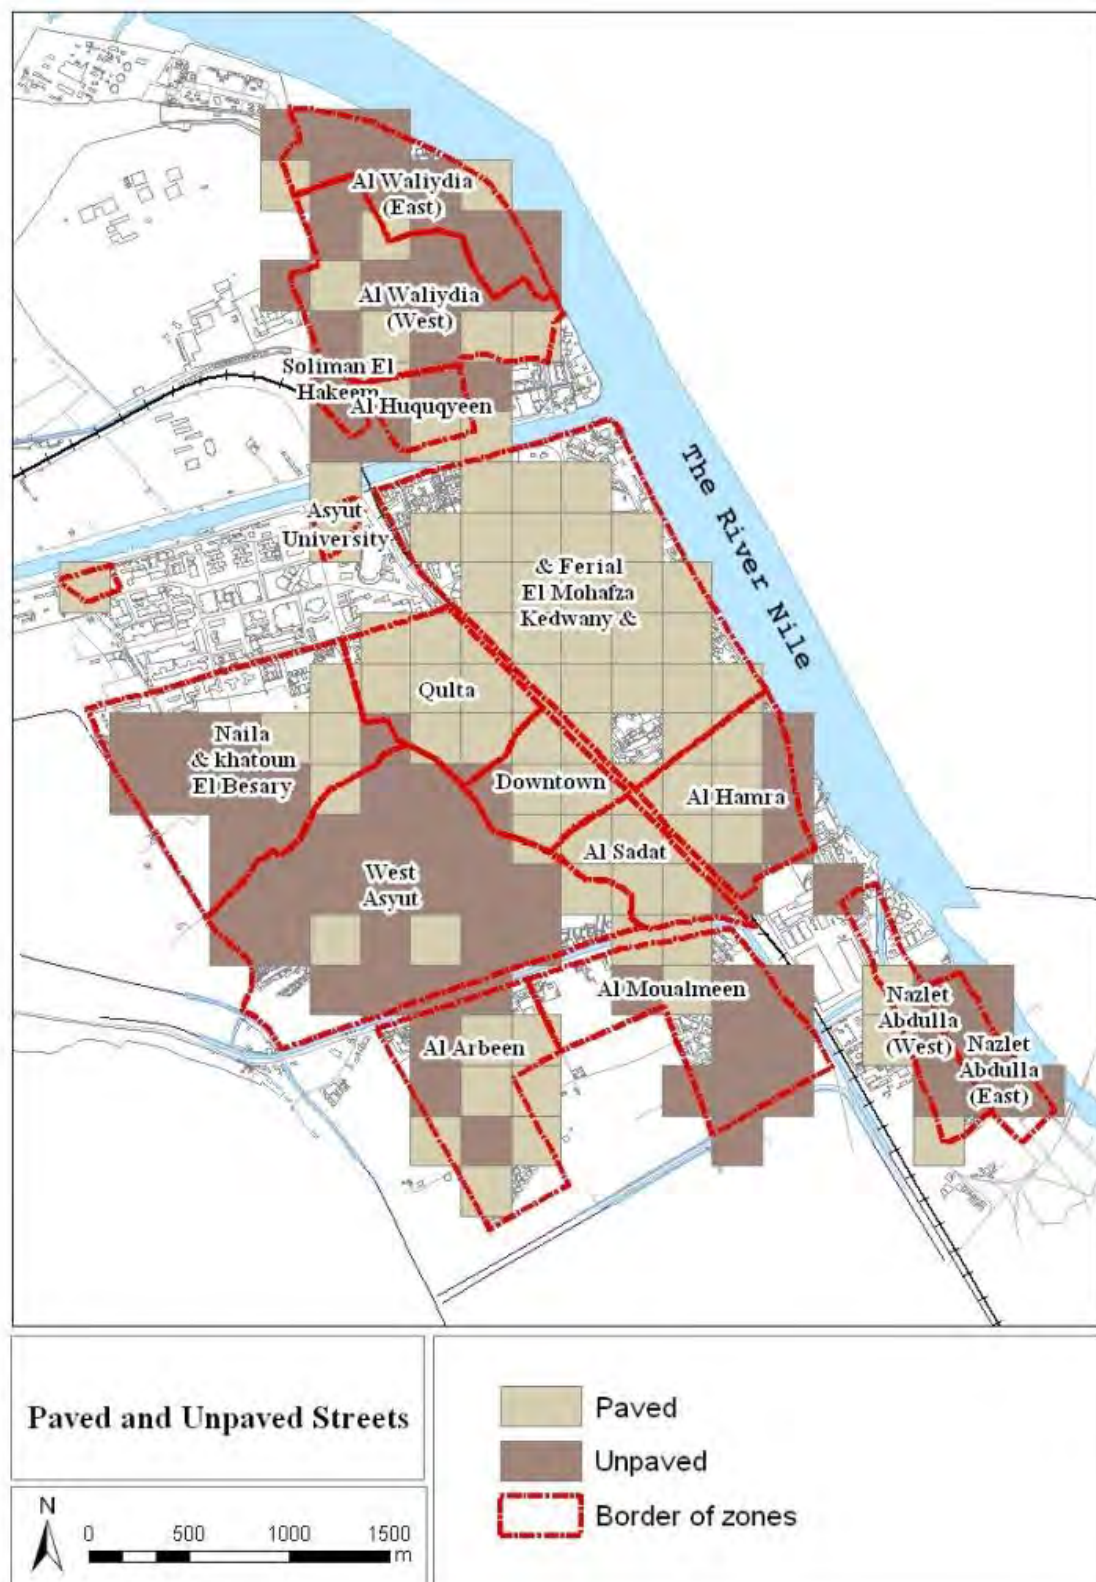 Al Waliydia
(East)
Al Waliydia
(West)
Soliman El
Hakeem
Al Huquqyeen
The River Nile
Asyut
University
& Ferial
El Mohafza
Kedwany &
Qulta
Naila
& khatoun
El Besary
Downtown
Al Hamra
Al Sadat
West
Asyut
Al Moualmeen
Nazlet
Abdulla
(West)
Nazlet
Abdulla
(East)
Al Arbeen
Paved and Unpaved Streets
N
0 500 1000 1500
m
Paved
Unpaved
Border of zones